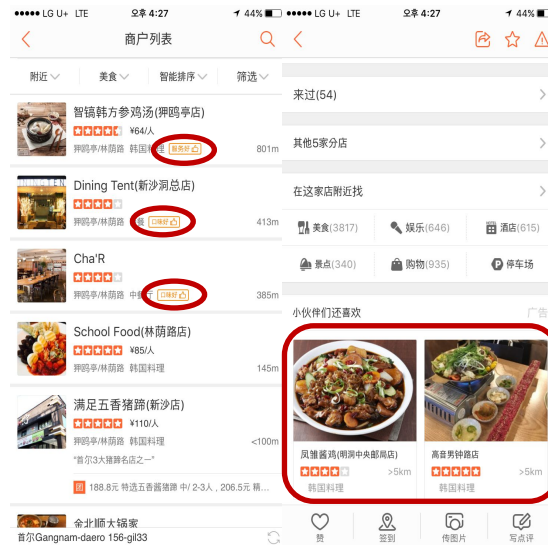 LG U+ LTE 오후 4:27 44%
商户列表
附近 美食 智能排序 筛选
智镐韩方参鸡汤(狎鸥亭店)
¥64/人
狎鸥亭/林荫路 韩国料理 服务好 801m
Dining Tent(新沙洞总店)
狎鸥亭/林荫路 餐 口味好 413m
Cha'R
狎鸥亭/林荫路 中 口味好 385m
School Food(林荫路店)
¥85/人
狎鸥亭/林荫路 韩国料理 145m
满足五香猪蹄(新沙店)
¥110/人
狎鸥亭/林荫路 韩国料理 <100m
“首尔3大猪蹄名店之一”
团 188.8元 特选五香酱猪蹄 中/ 2-3人 , 206.5元 精...
金北顺大锅家
首尔Gangnam-daero 156-gil33
LG U+ LTE 오후 4:27 44%
来过(54)
其他5家分店
在这家店附近找
美食(3817) 娱乐(646) 酒店(615)
景点(340) 购物(935) 停车场
小伙伴们还喜欢 广告
凤雏酱鸡(明洞中央邮局店)
>5km
韩国料理
高音男钟路店
>5km
韩国料理
赞 签到 传图片 写点评